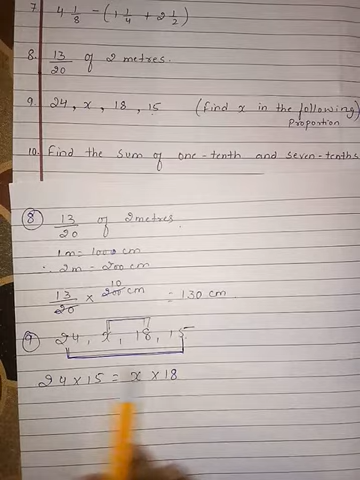 7 4 1/8 - (1 1/4 + 2 1/2)
8. 13/20 of 2 metres.
9. 24, x, 18, 15 (find x in the following)
Proportion
10. Find the sum of one-tenth and seven-tenths
8 13/20 of 2 metres.
1m = 100 cm
∴ 2m = 200 cm
13/20 × 200 cm = 130 cm
10
9 24, x, 18, 15
24 × 15 = x × 18